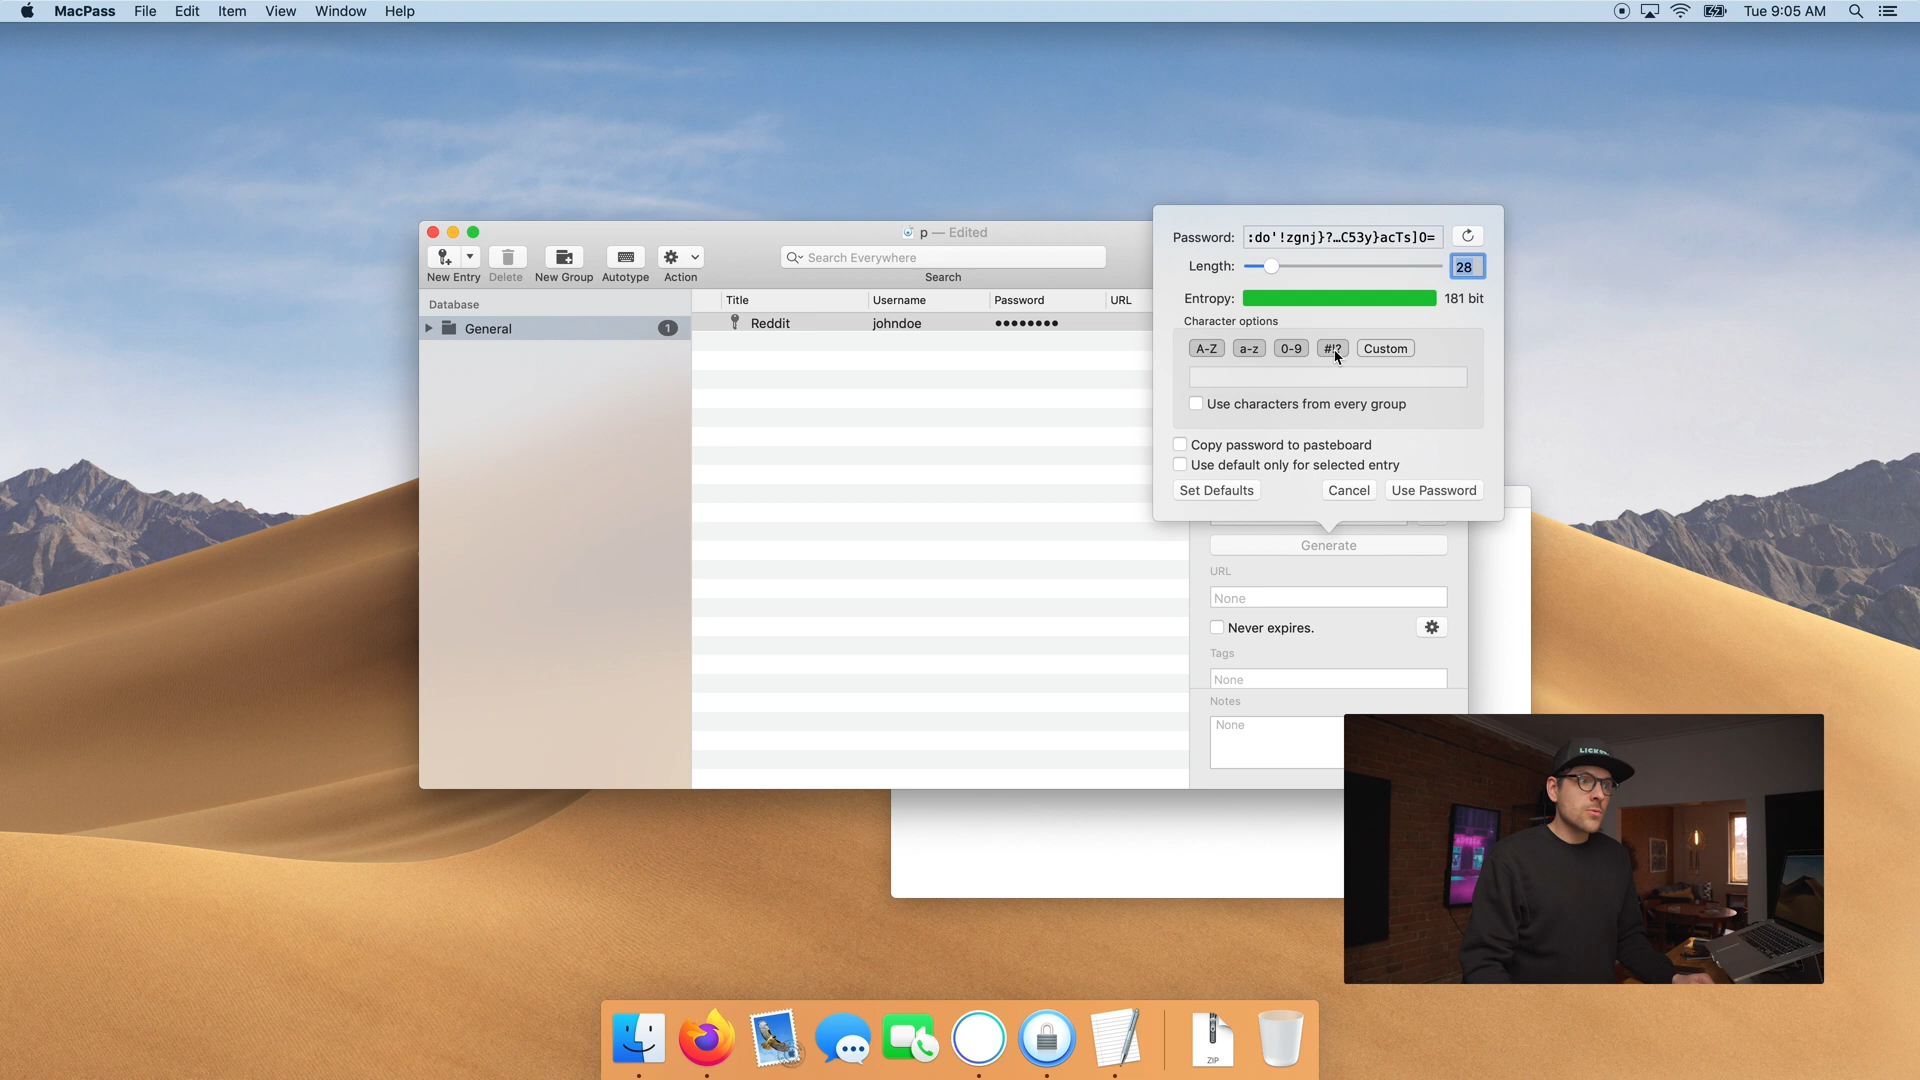 MacPass File Edit Item View Window Help
Tue 9:05 AM
p — Edited
New Entry
Delete
New Group
Autotype
Action
Search Everywhere
Search
Database
General 1
Title Username Password URL
Reddit johndoe ••••••••
Password: :do'!zgnj}?…C53y}acTs]O=
Length: 28
Entropy: 181 bit
Character options
A-Z a-z 0-9 #!? Custom
Use characters from every group
Copy password to pasteboard
Use default only for selected entry
Set Defaults Cancel Use Password
Generate
URL
None
Never expires.
Tags
None
Notes
None
ZIP